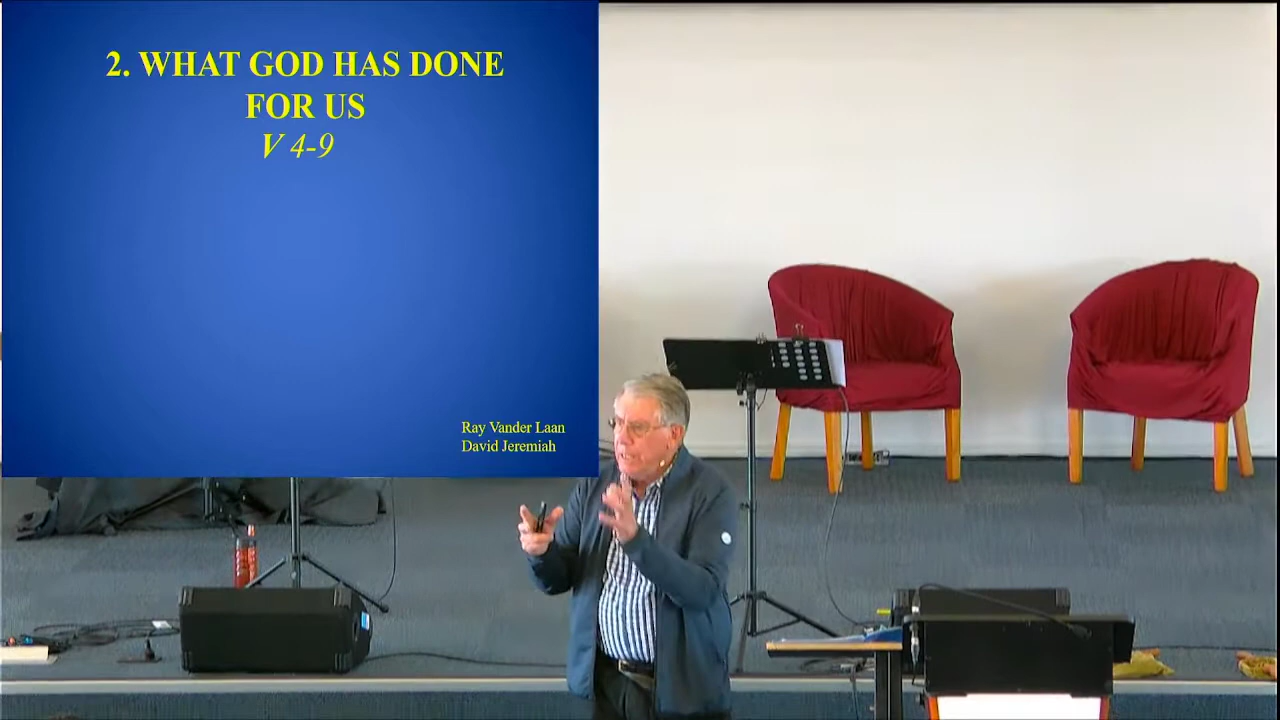 2. WHAT GOD HAS DONE
FOR US
V 4-9
Ray Vander Laan
David Jeremiah